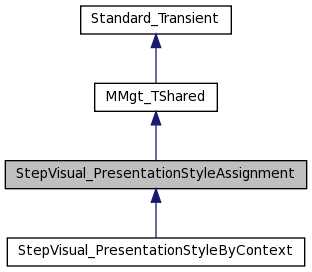 Standard_Transient
MMgt_TShared
StepVisual_PresentationStyleAssignment
StepVisual_PresentationStyleByContext